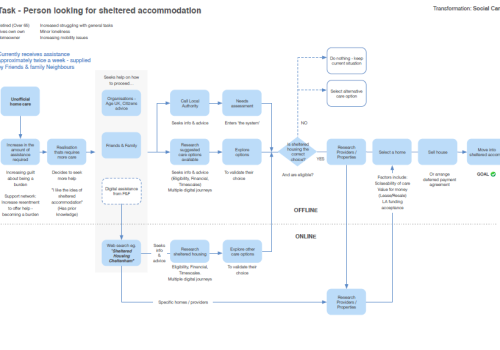 Task - Person looking for sheltered accommodation
Transformation: Social Car
etired (Over 65)
Lives own own
Homeowner
Increased struggling with general tasks
Minor loneliness
Increasing mobility issues
Currently receives assistance
approximately twice a week - supplied
by Friends & family Neighbours
Seeks help on how
to proceed...
Do nothing - keep
current situation
Select alternative
care option
Unofficial
home care
Organisations -
Age UK, Citizens
advice
Call Local
Authority
Needs
assessment
Seeks info & advice
Enters 'the system'
NO
Increase in the
amount of
assistance
required
Realisation
that requires
more care
Friends & Family
Research
suggested
care options
available
Explore
options
Is sheltered
housing the
correct
choice?
YES
Research
Providers /
Properties
Select a home
Sell house
Move into
sheltered accom
Increasing guilt
about being a
burden
Support network
increase resentment
to offer help -
becoming a burden
Decides to
seek more help
"I like the idea of
sheltered
accommodation"
(Has prior
knowledge)
Seeks info & advice
(Eligibility, Financial,
Timescales)
Multiple digital journeys
To validate their
choice
And we eligible?
Factors include:
Scaseability of care
Value for money
(Lease/Resale)
LA funding
acceptance
Or arrange
deferred payment
agreement
GOAL
Digital assistance
from F&F
OFFLINE
ONLINE
Web search eg.
"Sheltered
Housing
Cheltenham"
Seeks
info
&
advice
Research
sheltered housing
Explore other
care options
Eligibility, Financial,
Timescales
Multiple digital journeys
To validate their
choice
Specific homes / providers
Research
Providers /
Properties